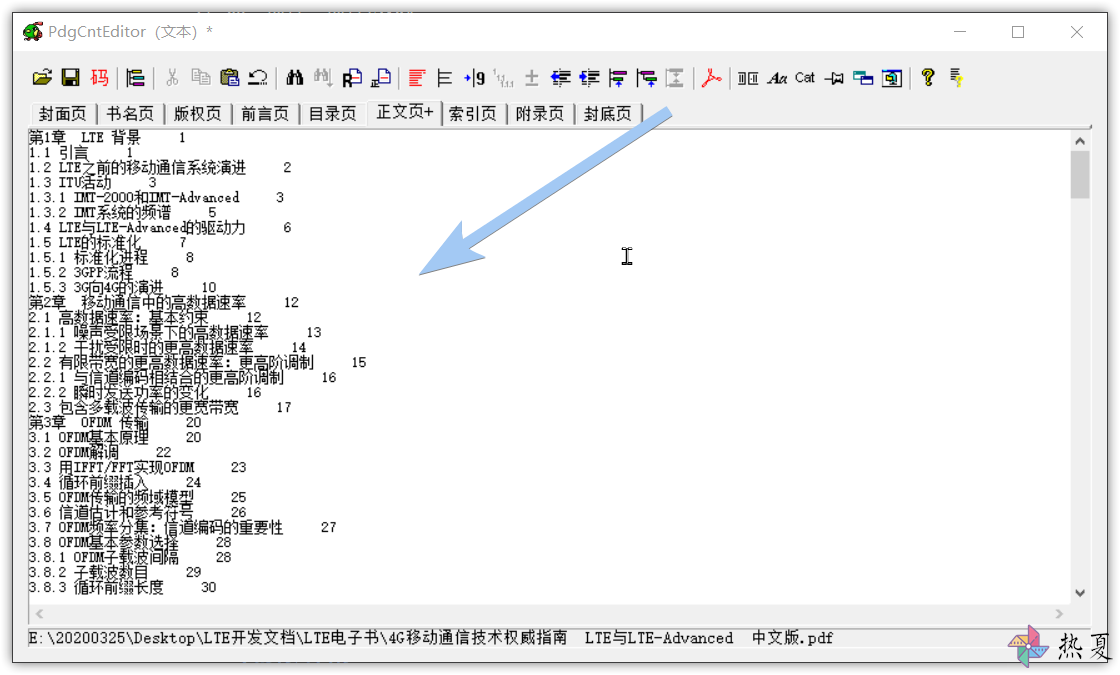 PdgCntEditor (文本) *
码 9 Aa Cat
封面页 书名页 版权页 前言页 目录页 正文页+ 索引页 附录页 封底页
第1章 LTE 背景 1
1.1 引言 1
1.2 LTE之前的移动通信系统演进 2
1.3 ITU活动 3
1.3.1 IMT-2000和IMT-Advanced 3
1.3.2 IMT系统的频谱 5
1.4 LTE与LTE-Advanced的驱动力 6
1.5 LTE的标准化 7
1.5.1 标准化进程 8
1.5.2 3GPP流程 8
1.5.3 3G向4G的演进 10
第2章 移动通信中的高数据速率 12
2.1 高数据速率: 基本约束 12
2.1.1 噪声受限场景下的高数据速率 13
2.1.2 干扰受限时的更高数据速率 14
2.2 有限带宽的更高数据速率: 更高阶调制 15
2.2.1 与信道编码相结合的更高阶调制 16
2.2.2 瞬时发送功率的变化 16
2.3 包含多载波传输的更宽带宽 17
第3章 OFDM 传输 20
3.1 OFDM基本原理 20
3.2 OFDM解调 22
3.3 用IFFT/FFT实现OFDM 23
3.4 循环前缀插入 24
3.5 OFDM传输的频域模型 25
3.6 信道估计和参考符号 26
3.7 OFDM频率分集: 信道编码的重要性 27
3.8 OFDM基本参数选择 28
3.8.1 OFDM子载波间隔 28
3.8.2 子载波数目 29
3.8.3 循环前缀长度 30
E:\20200325\Desktop\LTE开发文档\LTE电子书\4G移动通信技术权威指南 LTE与LTE-Advanced 中文版.pdf
热夏